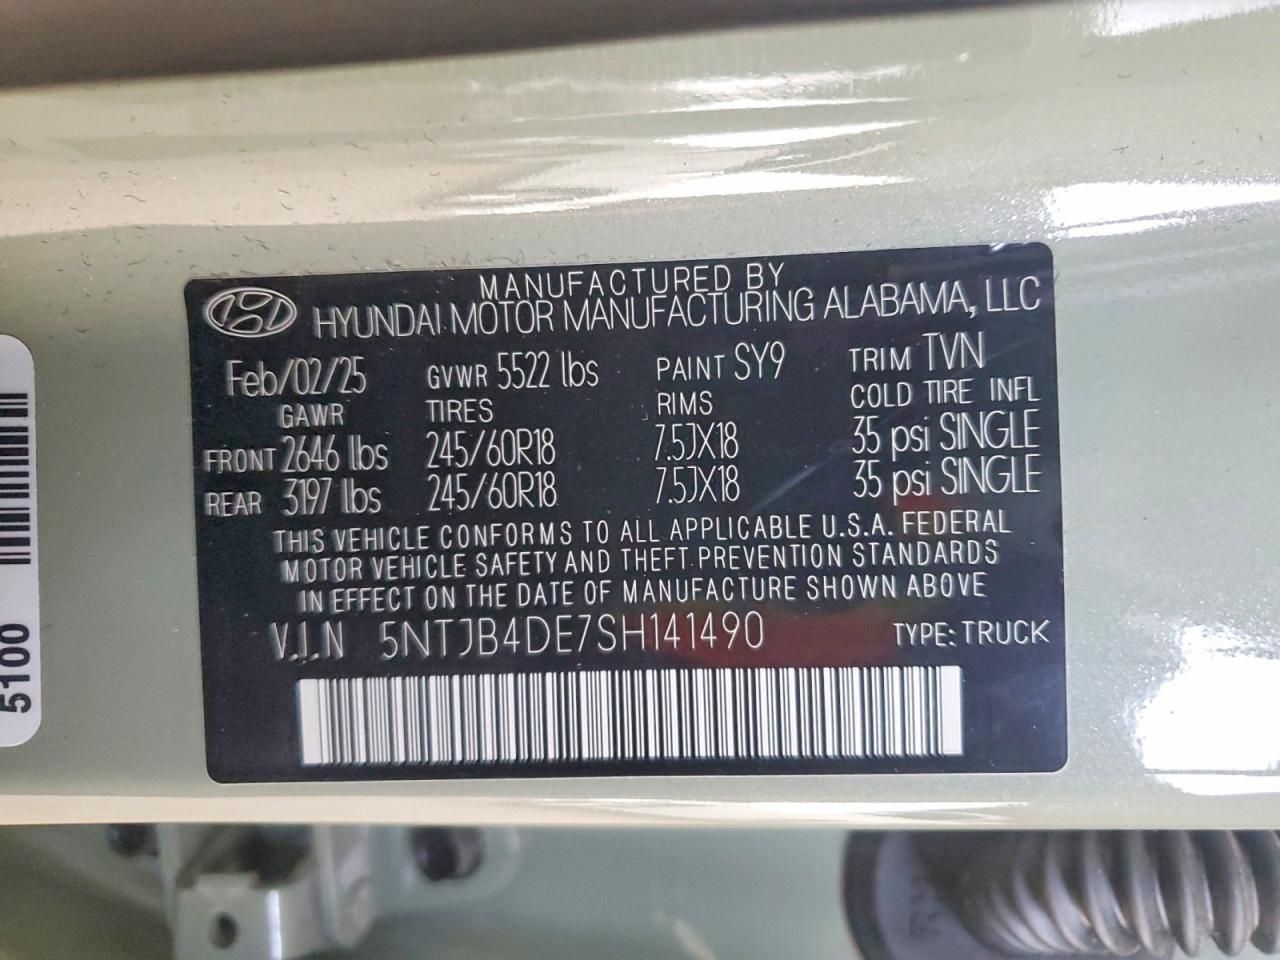 MANUFACTURED BY
HYUNDAI MOTOR MANUFACTURING ALABAMA, LLC
Feb/02/25 GVWR 5522 lbs PAINT SY9 TRIM TVN
GAWR TIRES RIMS COLD TIRE INFL
FRONT 2646 lbs 245/60R18 7.5JX18 35 psi SINGLE
REAR 3197 lbs 245/60R18 7.5JX18 35 psi SINGLE
THIS VEHICLE CONFORMS TO ALL APPLICABLE U.S.A. FEDERAL
MOTOR VEHICLE SAFETY AND THEFT PREVENTION STANDARDS
IN EFFECT ON THE DATE OF MANUFACTURE SHOWN ABOVE
V.I.N 5NTJB4DE7SH141490 TYPE: TRUCK
5100